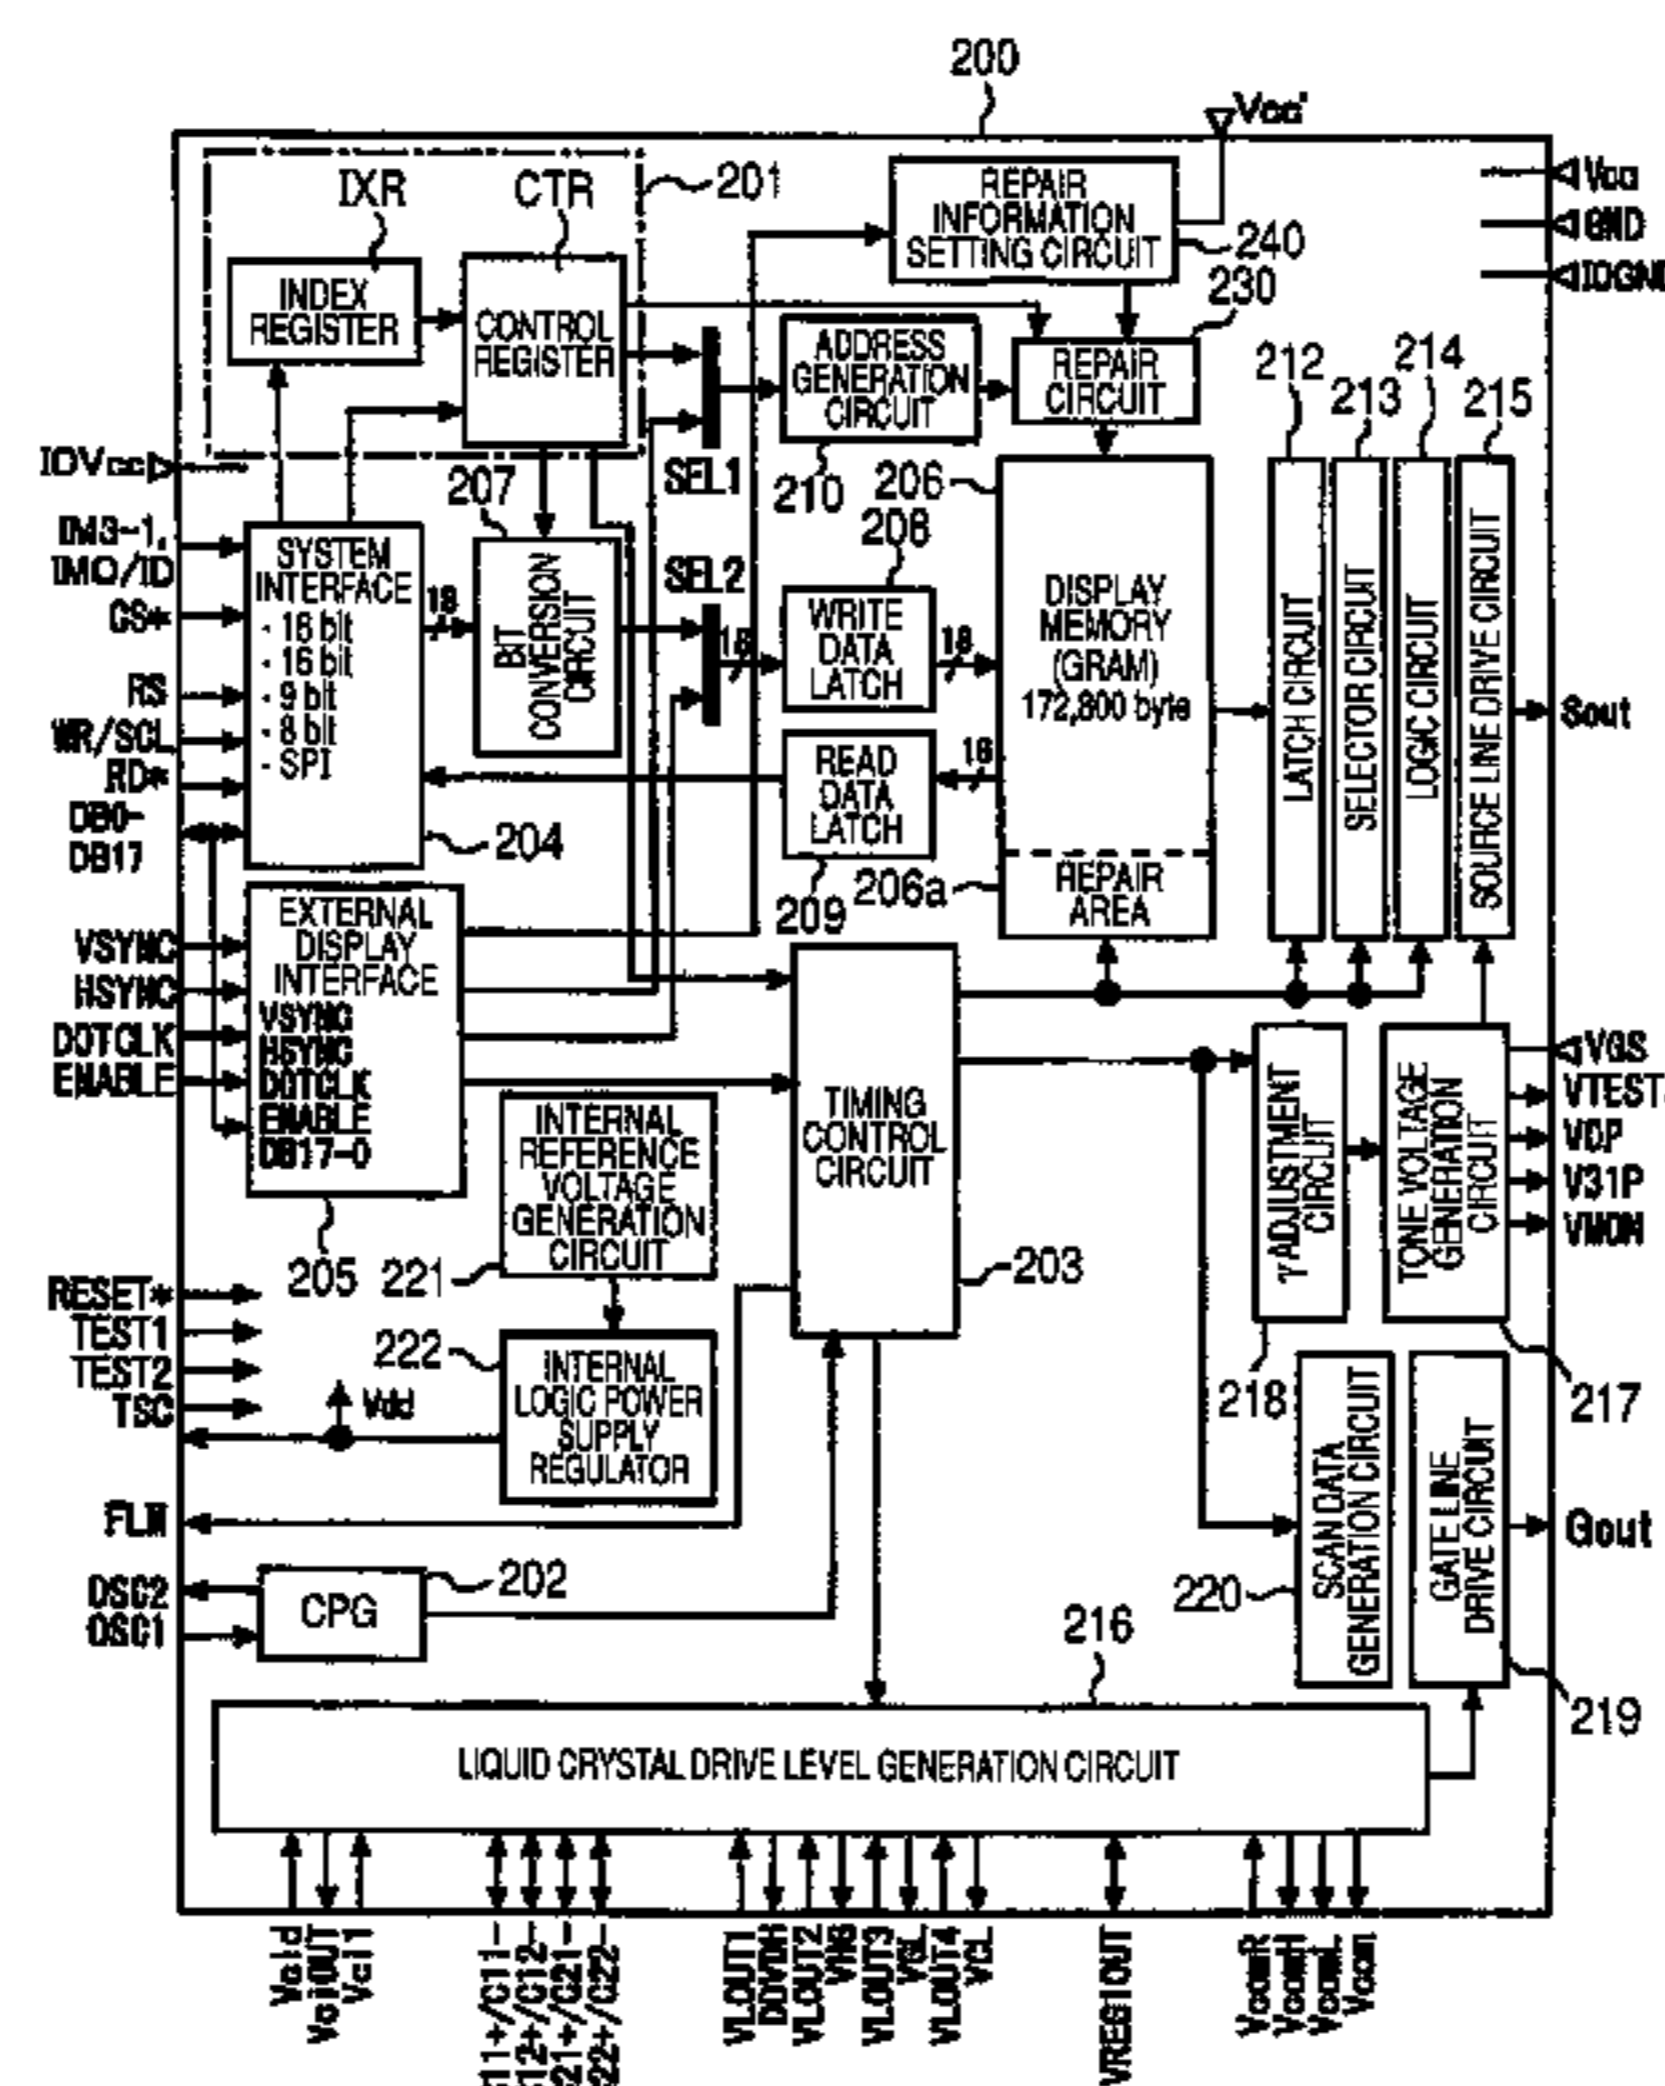 200
Vcc'
IXR
CTR
201
REPAIR
INFORMATION
SETTING CIRCUIT
240
Vcc
GND
INDEX
REGISTER
CONTROL
REGISTER
230
ADDRESS
GENERATION
CIRCUIT
REPAIR
CIRCUIT
212
214
213
215
IOVcc
207
SEL1
210
206
208
IM3-1,
IM0/ID
CS*
RS
WR/SCL
RD*
DB0-
DB17
SYSTEM
INTERFACE
- 18 bit
- 16 bit
- 9 bit
- 8 bit
- SPI
18
BIT
CONVERSION
CIRCUIT
SEL2
18
WRITE
DATA
LATCH
18
DISPLAY
MEMORY
(GRAM)
172,800 byte
LATCH CIRCUIT
SELECTOR CIRCUIT
LOGIC CIRCUIT
SOURCE LINE DRIVE CIRCUIT
Sout
READ
DATA
LATCH
18
204
209
206a
REPAIR
AREA
VSYNC
HSYNC
DOTCLK
ENABLE
EXTERNAL
DISPLAY
INTERFACE
VSYNC
HSYNC
DOTCLK
ENABLE
DB17-0
TIMING
CONTROL
CIRCUIT
γ ADJUSTMENT
CIRCUIT
TONE VOLTAGE
GENERATION
CIRCUIT
VGS
V0P
V31P
VMON
INTERNAL
REFERENCE
VOLTAGE
GENERATION
CIRCUIT
205
221
203
RESET*
TEST1
TEST2
TSC
222
Vdd
INTERNAL
LOGIC POWER
SUPPLY
REGULATOR
218
217
SCAN DATA
GENERATION CIRCUIT
GATE LINE
DRIVE CIRCUIT
Gout
FLM
OSC2
OSC1
CPG
202
220
216
219
LIQUID CRYSTAL DRIVE LEVEL GENERATION CIRCUIT
VciOUT
Vci1
VLOUT1
DDVDH
VLOUT2
VLOUT3
VGL
VLOUT4
VCL
VREG1OUT
VcomR
VcomH
VcomL
Vcom